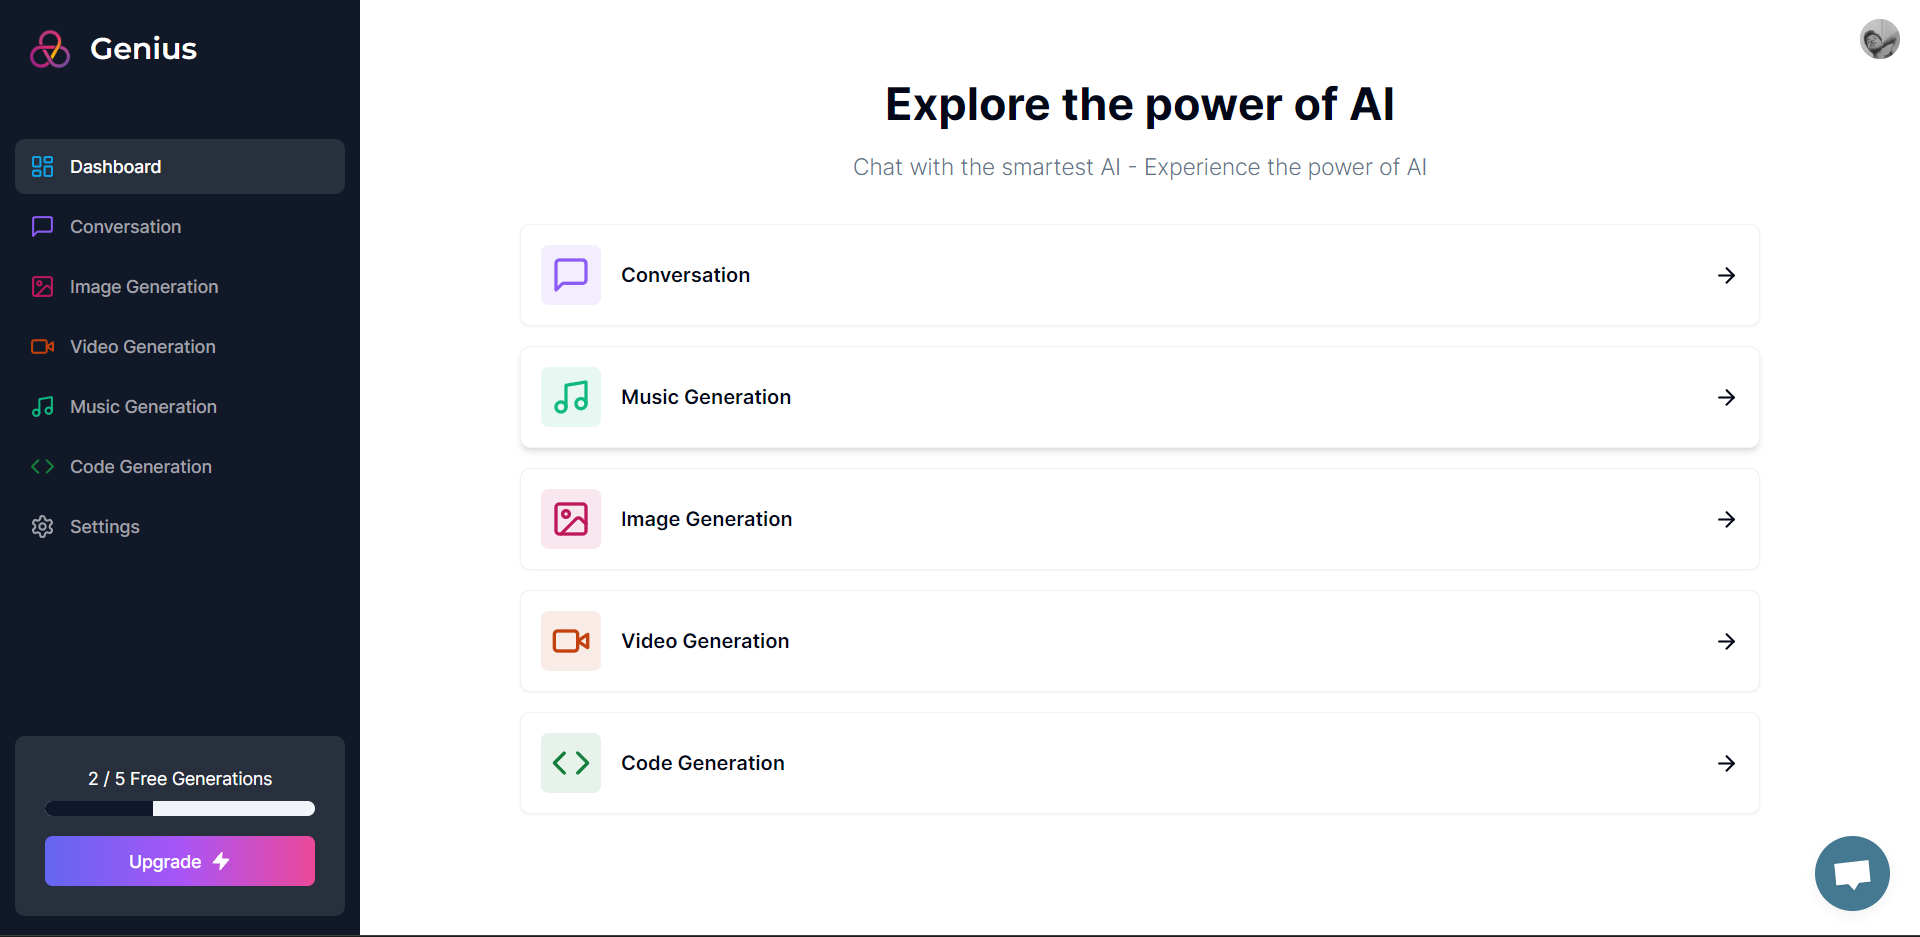 Genius
Dashboard
Conversation
Image Generation
Video Generation
Music Generation
Code Generation
Settings
2 / 5 Free Generations
Upgrade
Explore the power of AI
Chat with the smartest AI - Experience the power of AI
Conversation
Music Generation
Image Generation
Video Generation
Code Generation